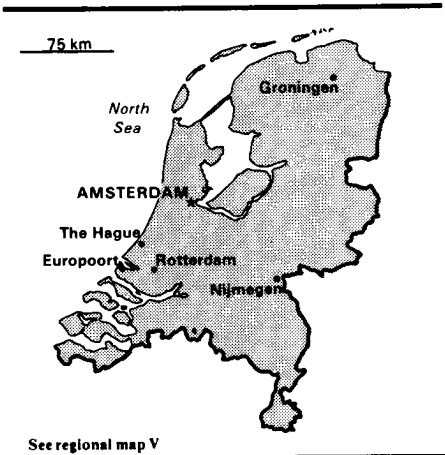 75 km
Groningen
North
Sea
AMSTERDAM
The Hague
Europoort
Rotterdam
Nijmegen
See regional map V